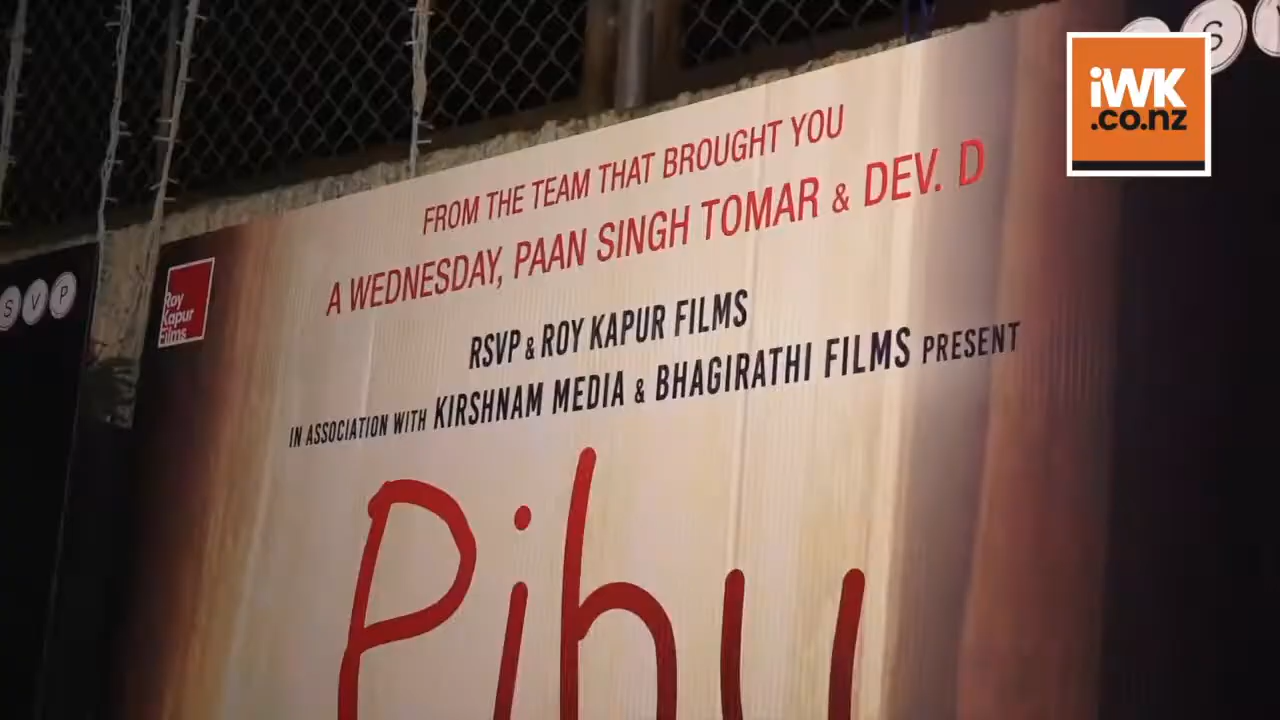 iWK
.co.nz
S
FROM THE TEAM THAT BROUGHT YOU
A WEDNESDAY, PAAN SINGH TOMAR & DEV. D
S V P
Roy
Kapur
Films
RSVP & ROY KAPUR FILMS
IN ASSOCIATION WITH KIRSHNAM MEDIA & BHAGIRATHI FILMS PRESENT
Pihu